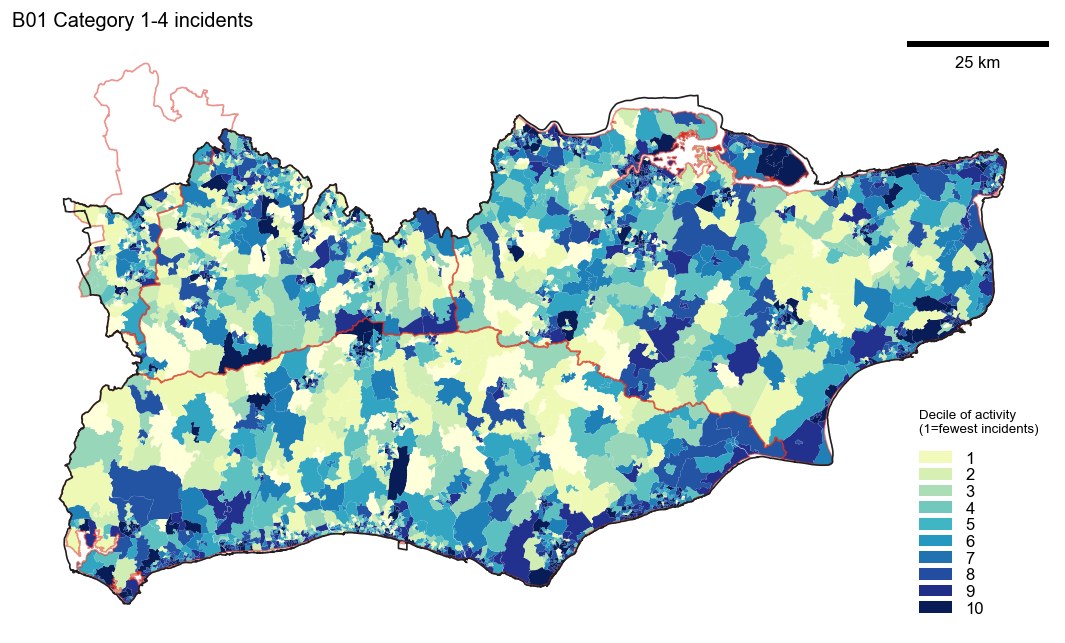 B01 Category 1-4 incidents
25 km
Decile of activity
(1=fewest incidents)
1
2
3
4
5
6
7
8
9
10